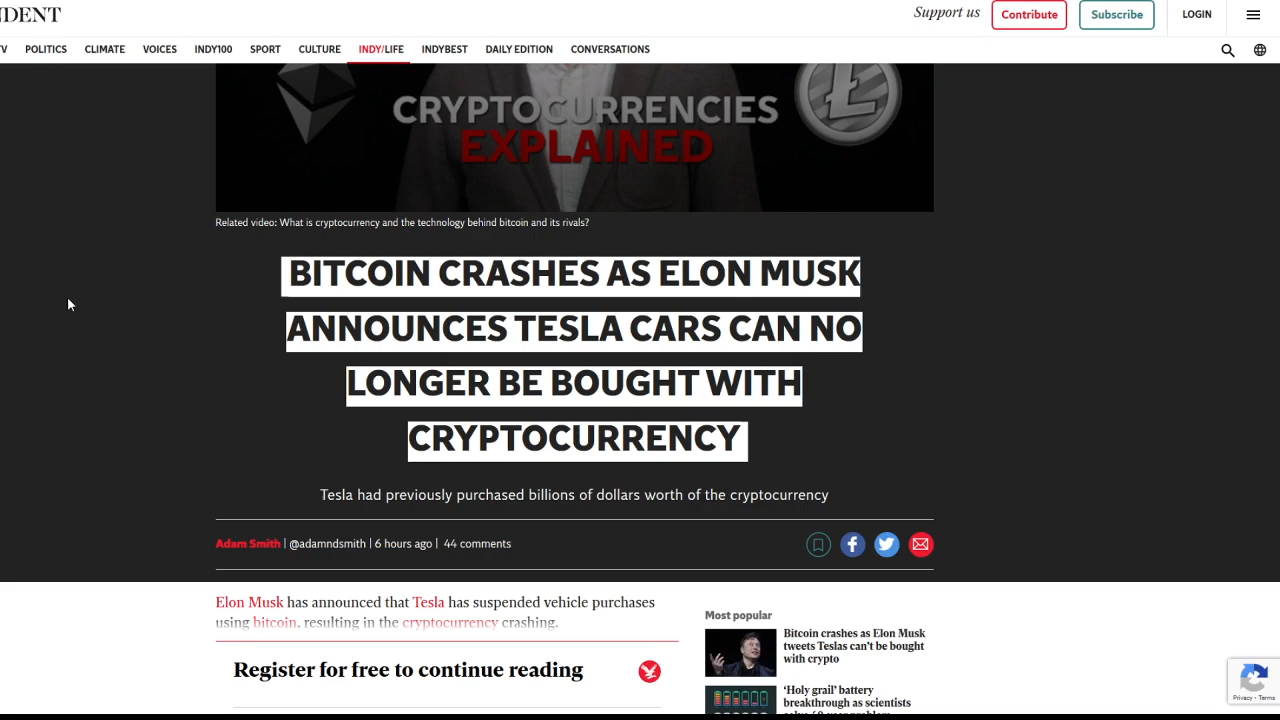 NDENT
Support us
Contribute
Subscribe
LOGIN
V POLITICS CLIMATE VOICES INDY100 SPORT CULTURE INDY/LIFE INDYBEST DAILY EDITION CONVERSATIONS
CRYPTOCURRENCIES
EXPLAINED
Related video: What is cryptocurrency and the technology behind bitcoin and its rivals?
BITCOIN CRASHES AS ELON MUSK
ANNOUNCES TESLA CARS CAN NO
LONGER BE BOUGHT WITH
CRYPTOCURRENCY
Tesla had previously purchased billions of dollars worth of the cryptocurrency
Adam Smith | @adamndsmith | 6 hours ago | 44 comments
Elon Musk has announced that Tesla has suspended vehicle purchases
using bitcoin, resulting in the cryptocurrency crashing.
Register for free to continue reading
Most popular
Bitcoin crashes as Elon Musk
tweets Teslas can't be bought
with crypto
'Holy grail' battery
breakthrough as scientists
Privacy - Terms